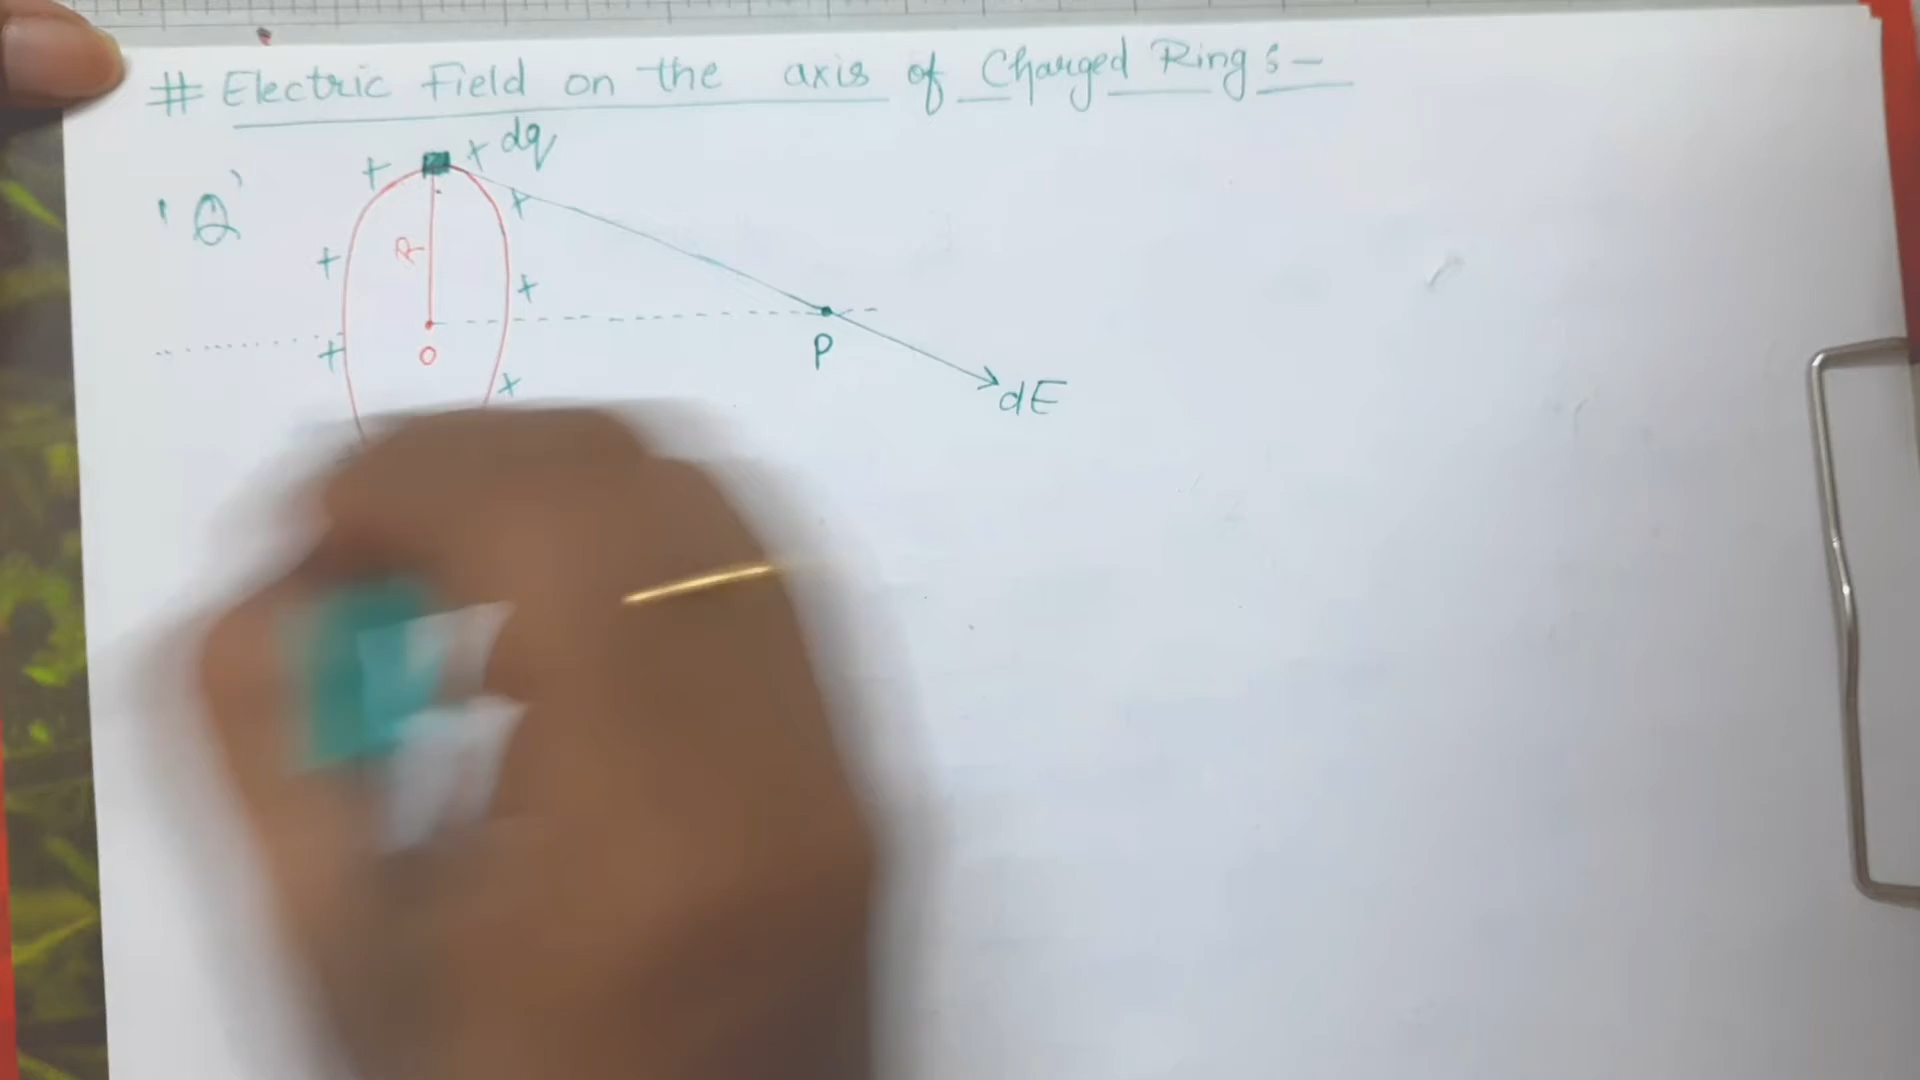 # Electric Field on the axis of Charged Rings-
+ + dq
'Q' +
R
+ +
P
+ O
+ dE